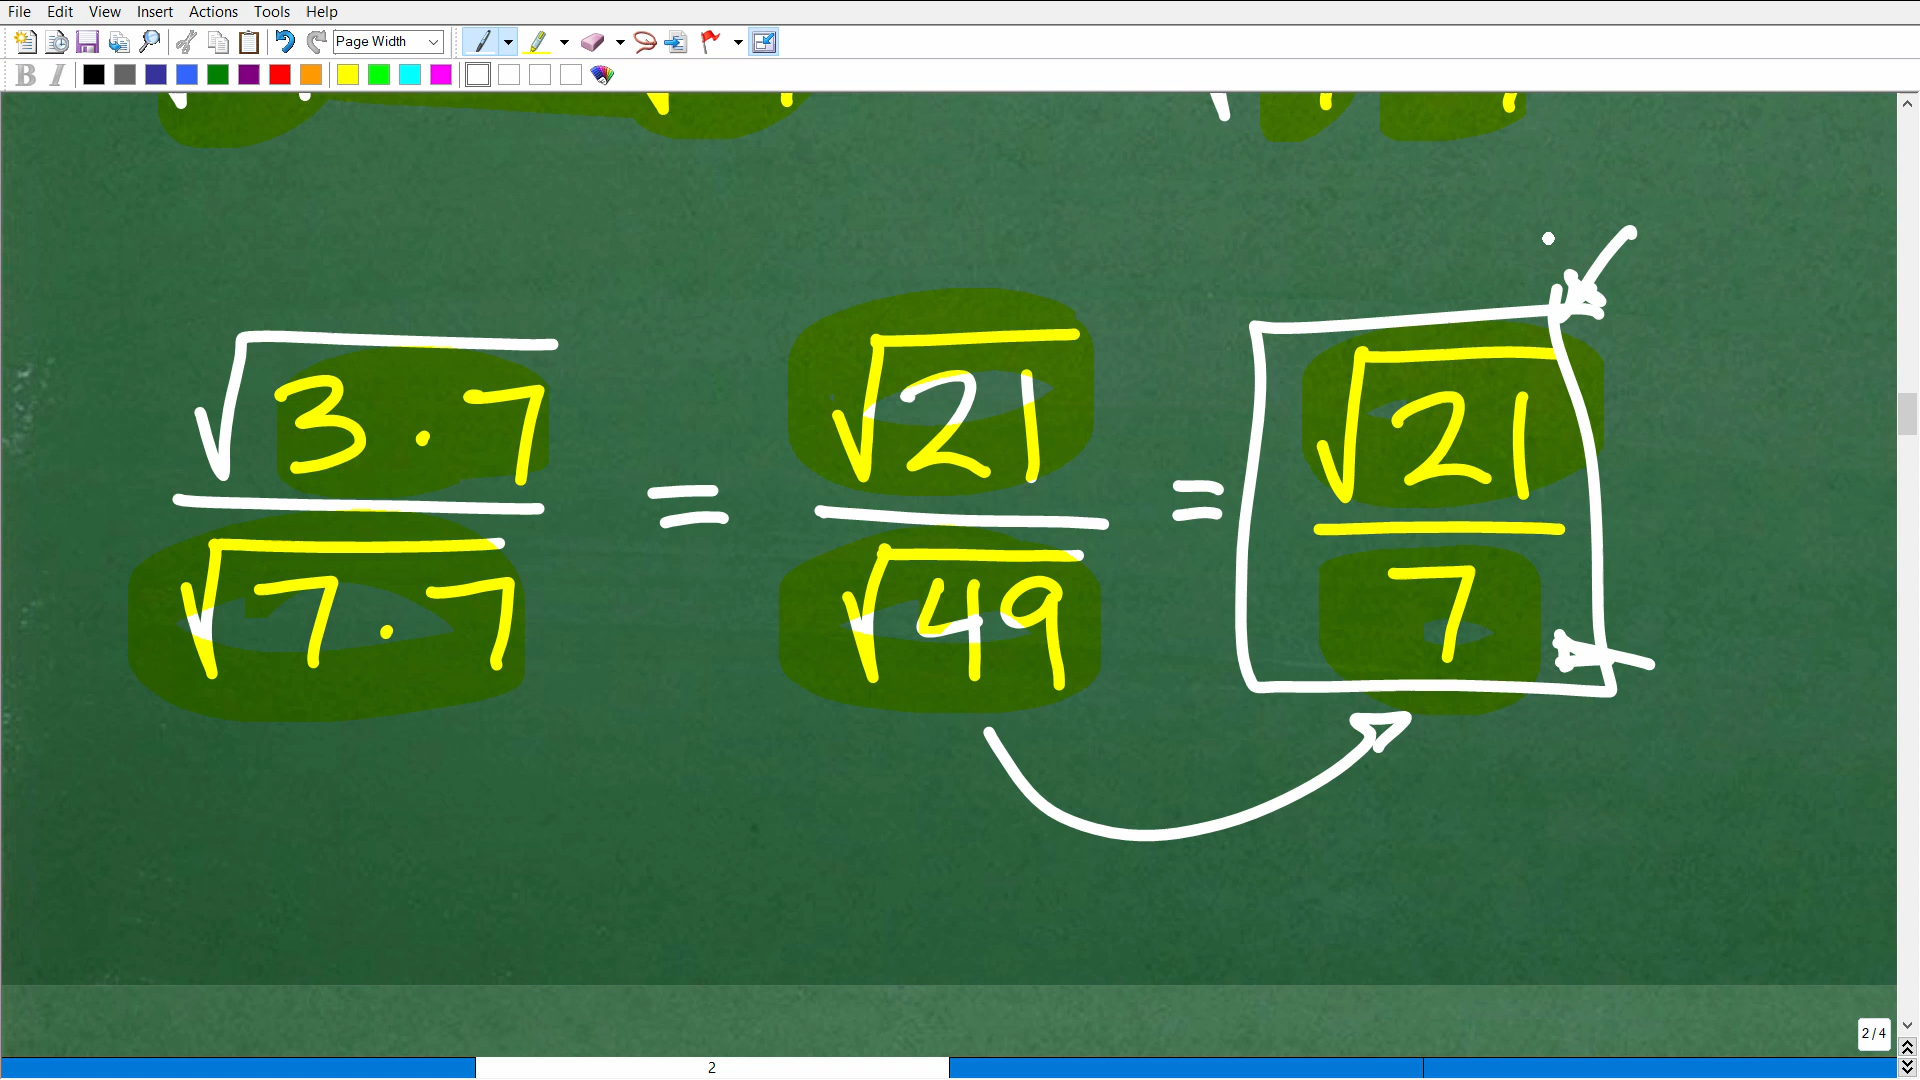 File Edit View Insert Actions Tools Help
Page Width
B I
√3 · 7 = √21 = √21
√7 · 7 √49 7
2 / 4
2